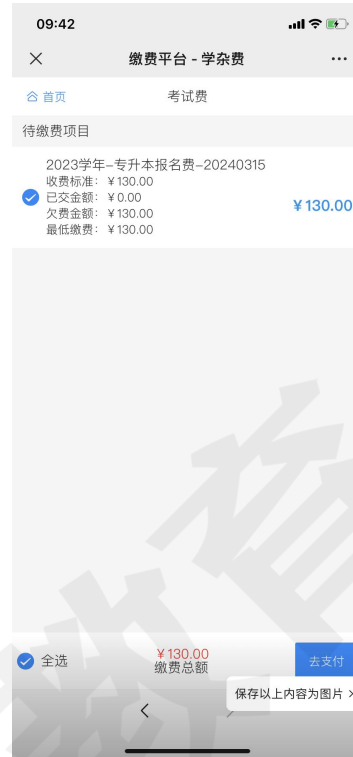 09:42
缴费平台 - 学杂费
首页
考试费
待缴费项目
2023学年-专升本报名费-20240315
收费标准：￥130.00
已交金额：￥0.00
欠费金额：￥130.00
最低缴费：￥130.00
￥130.00
全选
￥130.00
缴费总额
去支付
保存以上内容为图片
教育